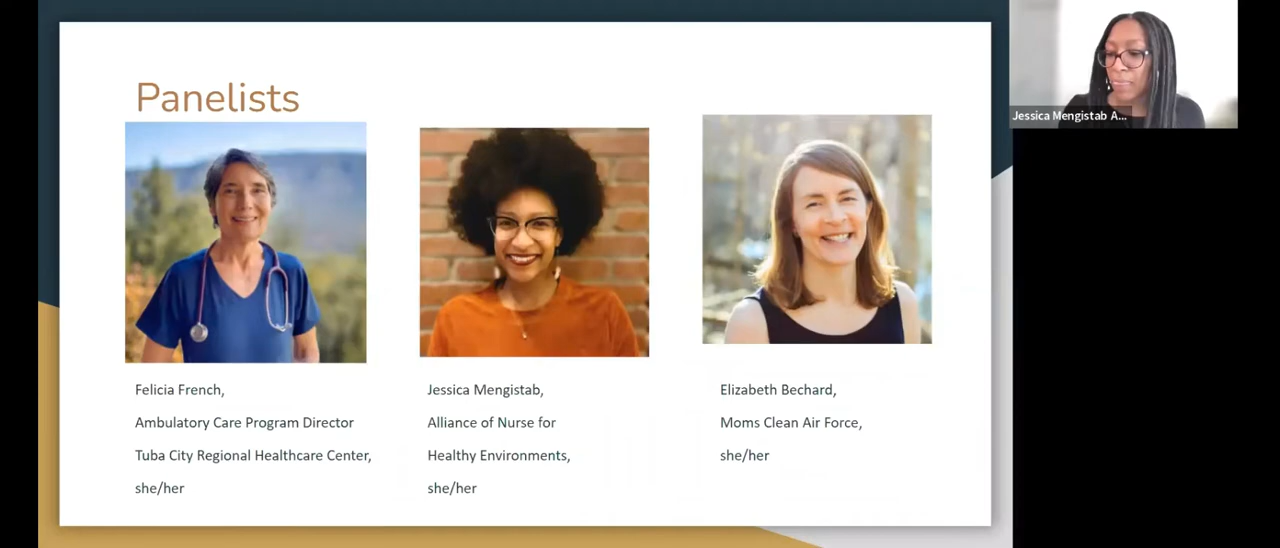 Panelists
Felicia French,
Ambulatory Care Program Director
Tuba City Regional Healthcare Center,
she/her
Jessica Mengistab,
Alliance of Nurse for
Healthy Environments,
she/her
Elizabeth Bechard,
Moms Clean Air Force,
she/her
Jessica Mengistab A...